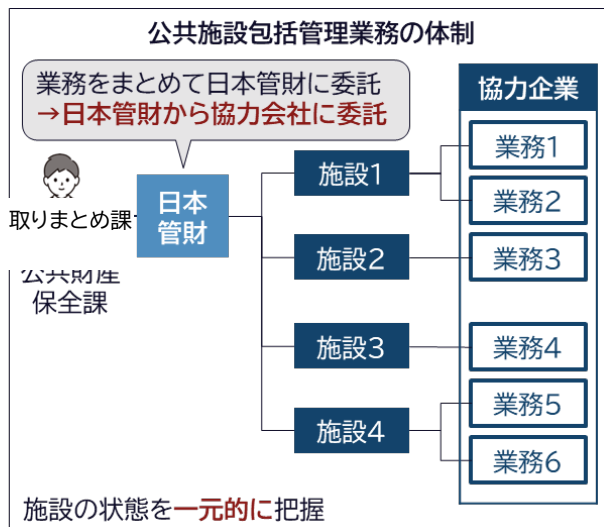 公共施設包括管理業務の体制
業務をまとめて日本管財に委託
→日本管財から協力会社に委託
協力企業
取りまとめ課
公共財産
保全課
日本
管財
施設1
施設2
施設3
施設4
業務1
業務2
業務3
業務4
業務5
業務6
施設の状態を一元的に把握